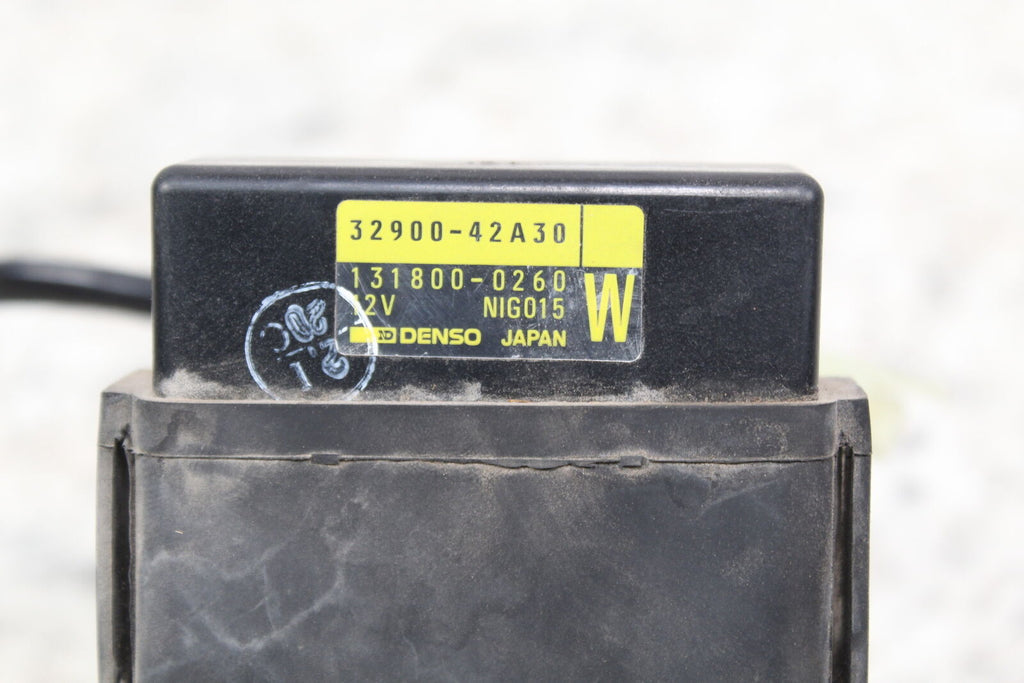 32900-42A30
131800-0260
12V NIG015 W
DENSO JAPAN